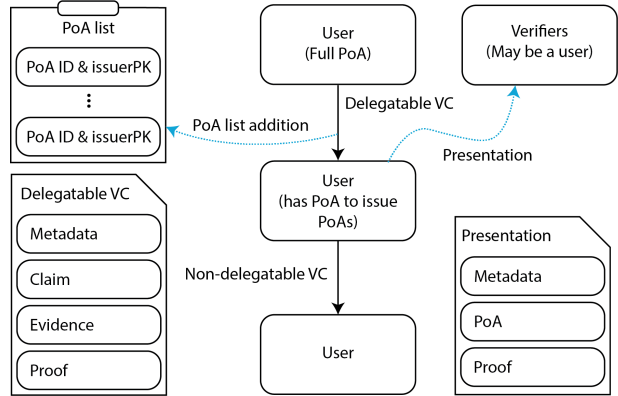 PoA list
PoA ID & issuerPK
⋮
PoA ID & issuerPK
User
(Full PoA)
Verifiers
(May be a user)
Delegatable VC
PoA list addition
Presentation
User
(has PoA to issue
PoAs)
Non-delegatable VC
User
Delegatable VC
Metadata
Claim
Evidence
Proof
Presentation
Metadata
PoA
Proof